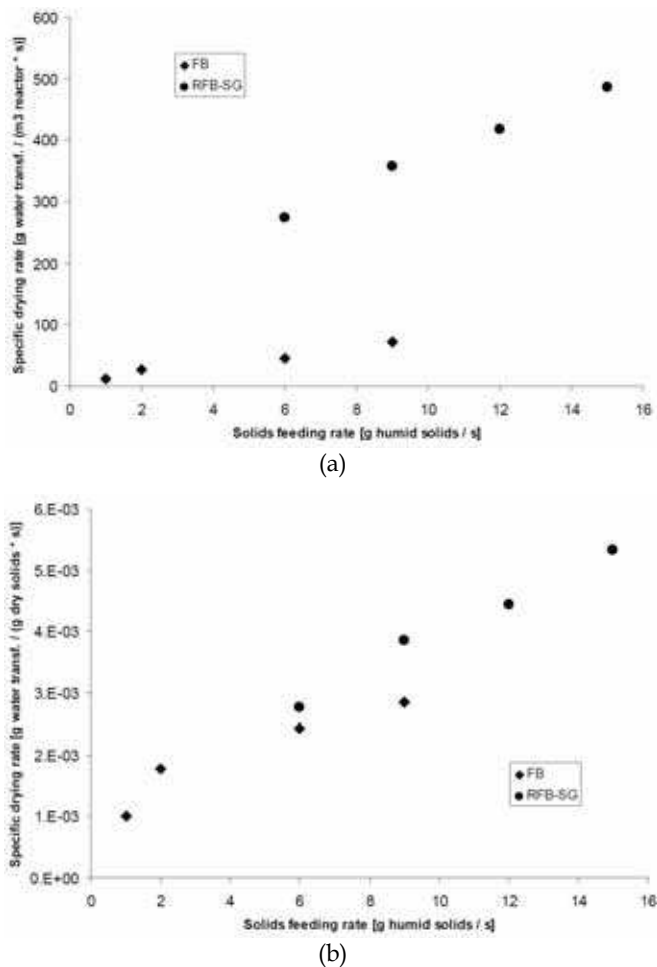 600
500
400
300
200
100
0
Specific drying rate [g water transf. / (m3 reactor * s)]
FB
RFB-SG
0 2 4 6 8 10 12 14 16
Solids feeding rate [g humid solids / s]
(a)
6.E-03
5.E-03
4.E-03
3.E-03
2.E-03
1.E-03
0.E+00
Specific drying rate [g water transf. / (g dry solids * s)]
FB
RFB-SG
0 2 4 6 8 10 12 14 16
Solids feeding rate [g humid solids / s]
(b)